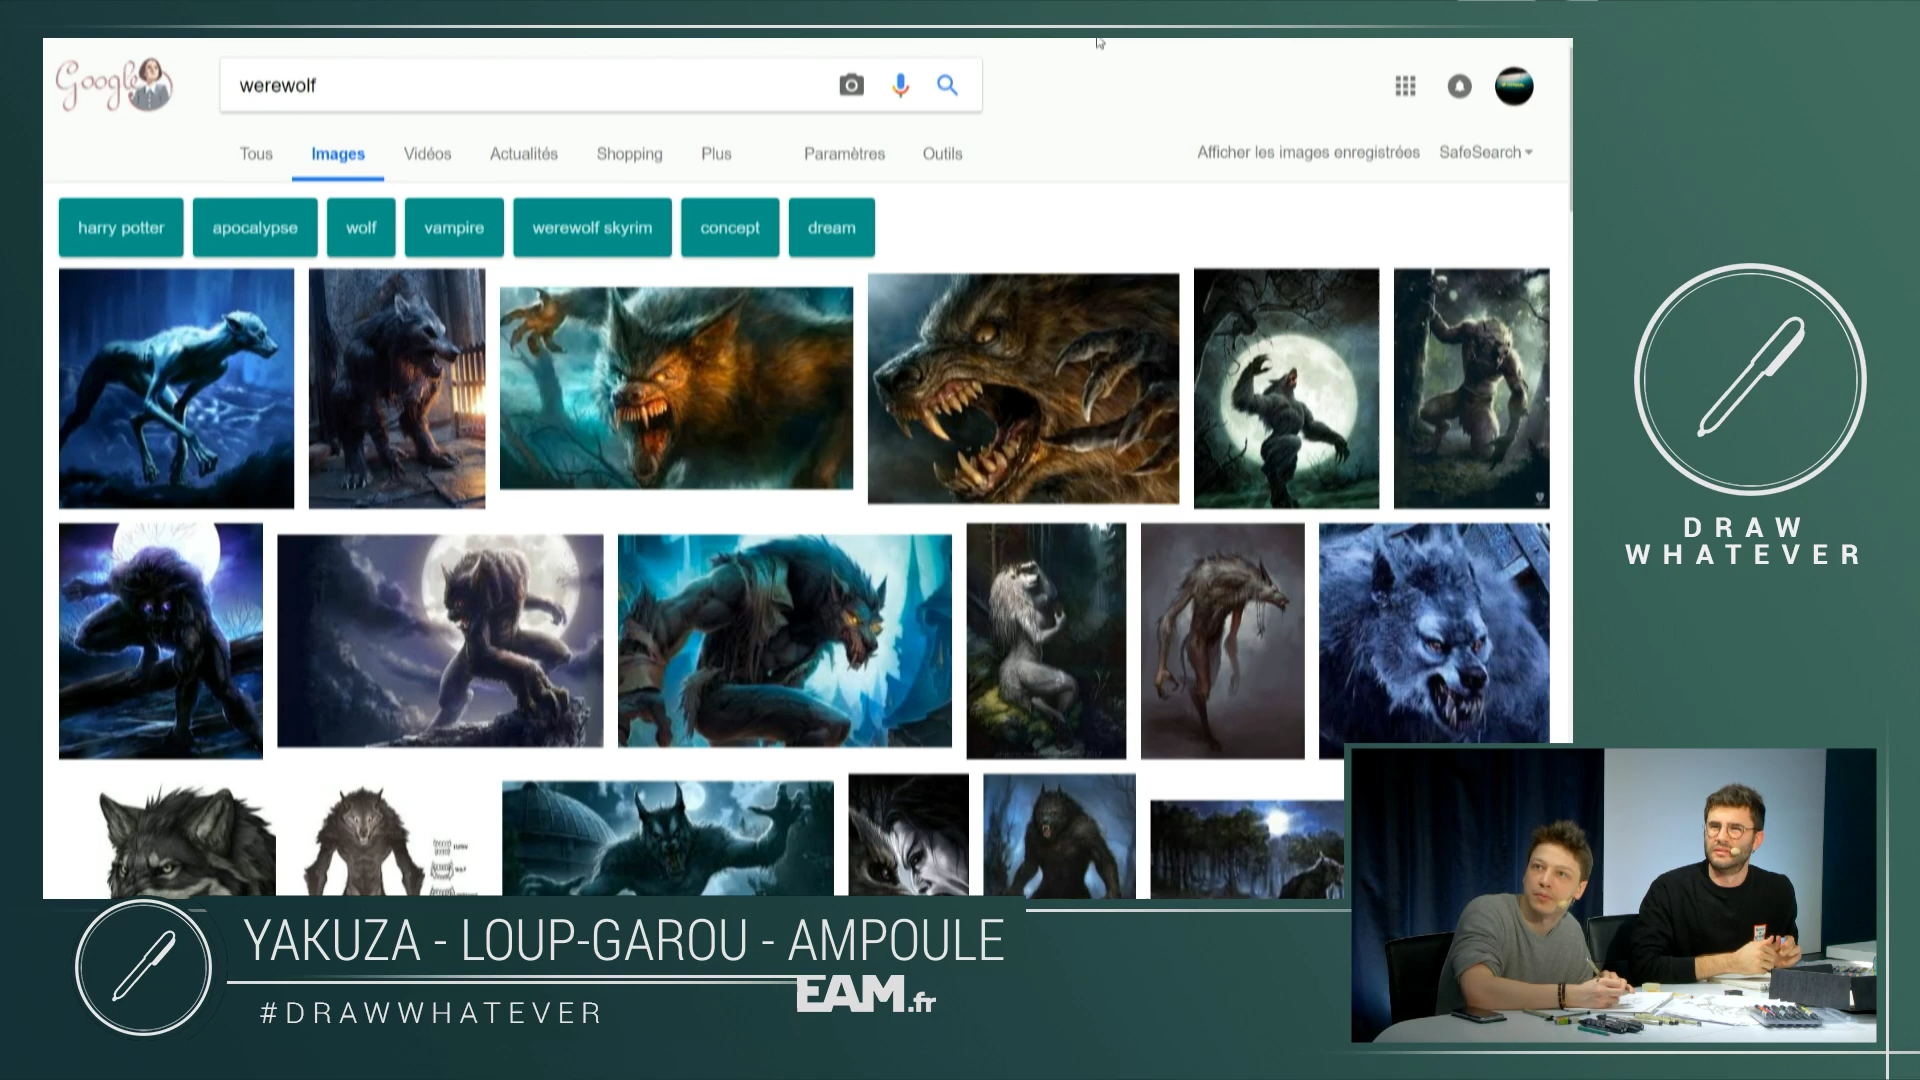 Google
werewolf
Tous Images Vidéos Actualités Shopping Plus Paramètres Outils Afficher les images enregistrées SafeSearch
harry potter apocalypse wolf vampire werewolf skyrim concept dream
DRAW
WHATEVER
YAKUZA - LOUP-GAROU - AMPOULE
EAM.fr
#DRAWWHATEVER